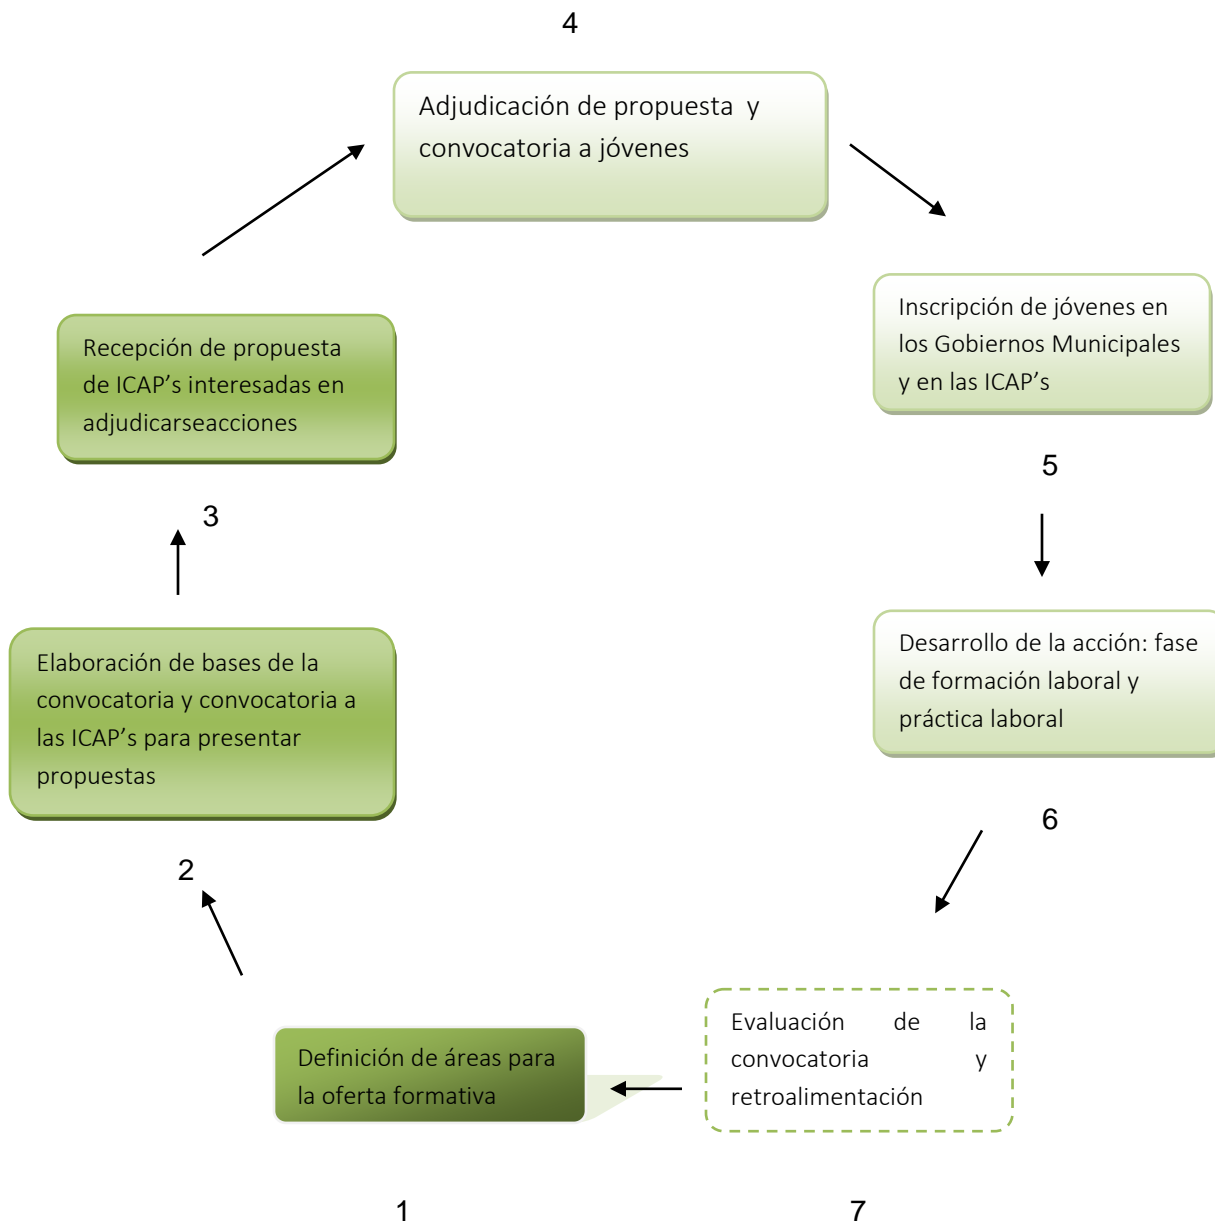 4
Adjudicación de propuesta y
convocatoria a jóvenes
Inscripción de jóvenes en
los Gobiernos Municipales
y en las ICAP’s
5
Recepción de propuesta
de ICAP’s interesadas en
adjudicarseacciones
3
Desarrollo de la acción: fase
de formación laboral y
práctica laboral
6
Elaboración de bases de la
convocatoria y convocatoria a
las ICAP’s para presentar
propuestas
2
Evaluación de la
convocatoria y
retroalimentación
7
Definición de áreas para
la oferta formativa
1